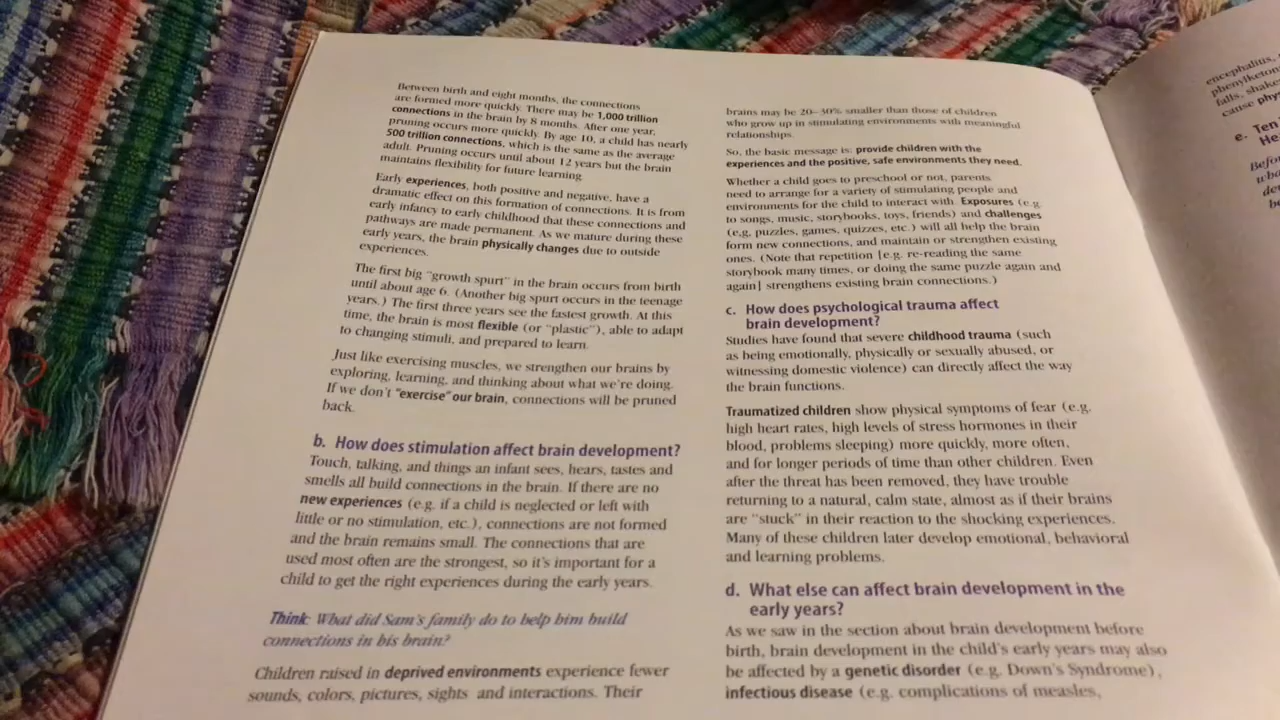 Between birth and eight months, the connections
are formed more quickly. There may be 1,000 trillion
connections in the brain by 8 months. After one year,
pruning occurs more quickly. By age 10, a child has nearly
500 trillion connections, which is the same as the average
adult. Pruning occurs until about 12 years but the brain
maintains flexibility for future learning.
Early experiences, both positive and negative, have a
dramatic effect on this formation of connections. It is from
early infancy to early childhood that these connections and
pathways are made permanent. As we mature during these
early years, the brain physically changes due to outside
experiences.
The first big "growth spurt" in the brain occurs from birth
until about age 6. (Another big spurt occurs in the teenage
years.) The first three years see the fastest growth. At this
time, the brain is most flexible (or "plastic"), able to adapt
to changing stimuli, and prepared to learn.
Just like exercising muscles, we strengthen our brains by
exploring, learning, and thinking about what we're doing.
If we don't "exercise" our brain, connections will be pruned
back.
b. How does stimulation affect brain development?
Touch, talking, and things an infant sees, hears, tastes and
smells all build connections in the brain. If there are no
new experiences (e.g. if a child is neglected or left with
little or no stimulation, etc.), connections are not formed
and the brain remains small. The connections that are
used most often are the strongest, so it's important for a
child to get the right experiences during the early years.
Think: What did Sam's family do to help him build
connections in his brain?
Children raised in deprived environments experience fewer
sounds, colors, pictures, sights and interactions. Their
brains may be 20–30% smaller than those of children
who grow up in stimulating environments with meaningful
relationships.
So, the basic message is: provide children with the
experiences and the positive, safe environments they need.
Whether a child goes to preschool or not, parents
need to arrange for a variety of stimulating people and
environments for the child to interact with. Exposures (e.g.
to songs, music, storybooks, toys, friends) and challenges
(e.g. puzzles, games, quizzes, etc.) will all help the brain
form new connections, and maintain or strengthen existing
ones. (Note that repetition [e.g. re-reading the same
storybook many times, or doing the same puzzle again and
again] strengthens existing brain connections.)
c. How does psychological trauma affect
brain development?
Studies have found that severe childhood trauma (such
as being emotionally, physically or sexually abused, or
witnessing domestic violence) can directly affect the way
the brain functions.
Traumatized children show physical symptoms of fear (e.g.
high heart rates, high levels of stress hormones in their
blood, problems sleeping) more quickly, more often,
and for longer periods of time than other children. Even
after the threat has been removed, they have trouble
returning to a natural, calm state, almost as if their brains
are "stuck" in their reaction to the shocking experiences.
Many of these children later develop emotional, behavioral
and learning problems.
d. What else can affect brain development in the
early years?
As we saw in the section about brain development before
birth, brain development in the child's early years may also
be affected by a genetic disorder (e.g. Down's Syndrome),
infectious disease (e.g. complications of measles,
encephalitis,
falls,
cause
e. Ten